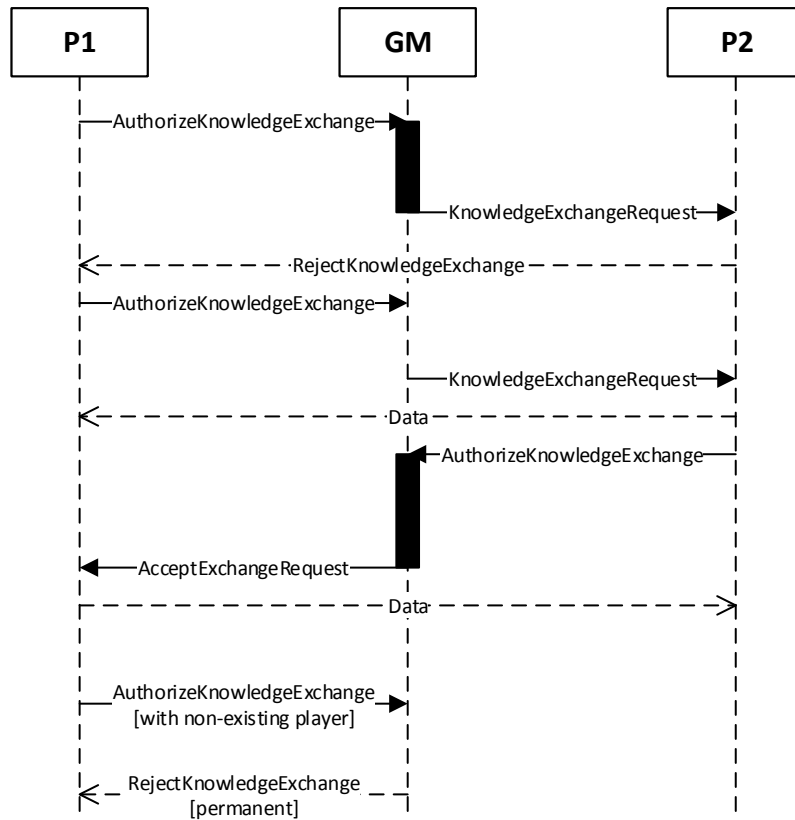 P1
GM
P2
AuthorizeKnowledgeExchange
KnowledgeExchangeRequest
RejectKnowledgeExchange
AuthorizeKnowledgeExchange
KnowledgeExchangeRequest
Data
AuthorizeKnowledgeExchange
AcceptExchangeRequest
Data
AuthorizeKnowledgeExchange
[with non-existing player]
RejectKnowledgeExchange
[permanent]